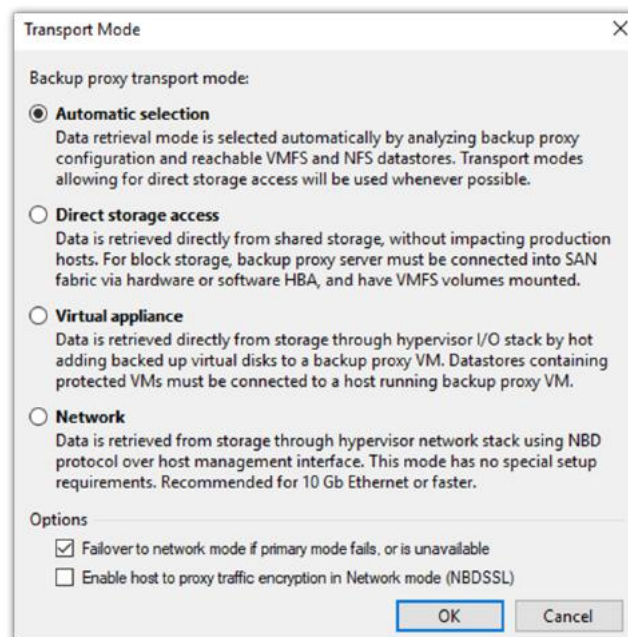 Transport Mode
Backup proxy transport mode:
Automatic selection
Data retrieval mode is selected automatically by analyzing backup proxy
configuration and reachable VMFS and NFS datastores. Transport modes
allowing for direct storage access will be used whenever possible.
Direct storage access
Data is retrieved directly from shared storage, without impacting production
hosts. For block storage, backup proxy server must be connected into SAN
fabric via hardware or software HBA, and have VMFS volumes mounted.
Virtual appliance
Data is retrieved directly from storage through hypervisor I/O stack by hot
adding backed up virtual disks to a backup proxy VM. Datastores containing
protected VMs must be connected to a host running backup proxy VM.
Network
Data is retrieved from storage through hypervisor network stack using NBD
protocol over host management interface. This mode has no special setup
requirements. Recommended for 10 Gb Ethernet or faster.
Options
Failover to network mode if primary mode fails, or is unavailable
Enable host to proxy traffic encryption in Network mode (NBDSSL)
OK Cancel